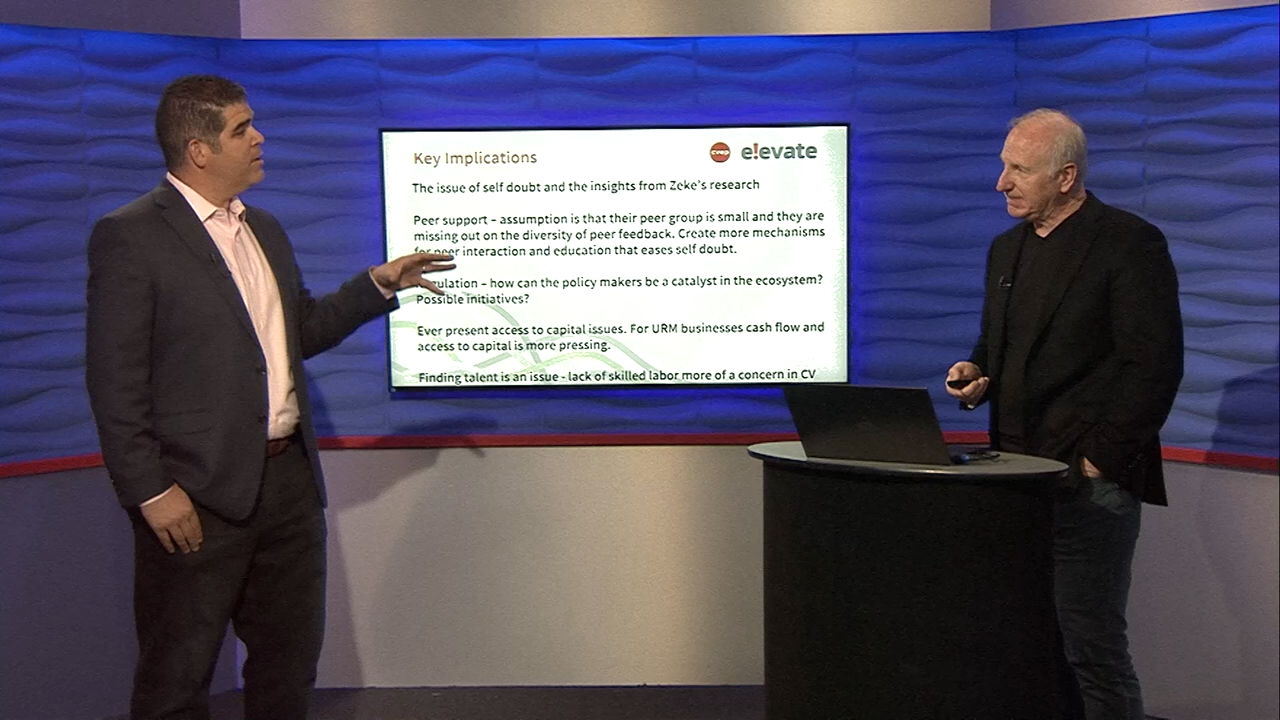 Key Implications
cvep e!evate
The issue of self doubt and the insights from Zeke's research
Peer support – assumption is that their peer group is small and they are
missing out on the diversity of peer feedback. Create more mechanisms
for peer interaction and education that eases self doubt.
– how can the policy makers be a catalyst in the ecosystem?
Possible initiatives?
Ever present access to capital issues. For URM businesses cash flow and
access to capital is more pressing.
Finding talent is an issue - lack of skilled labor more of a concern in CV